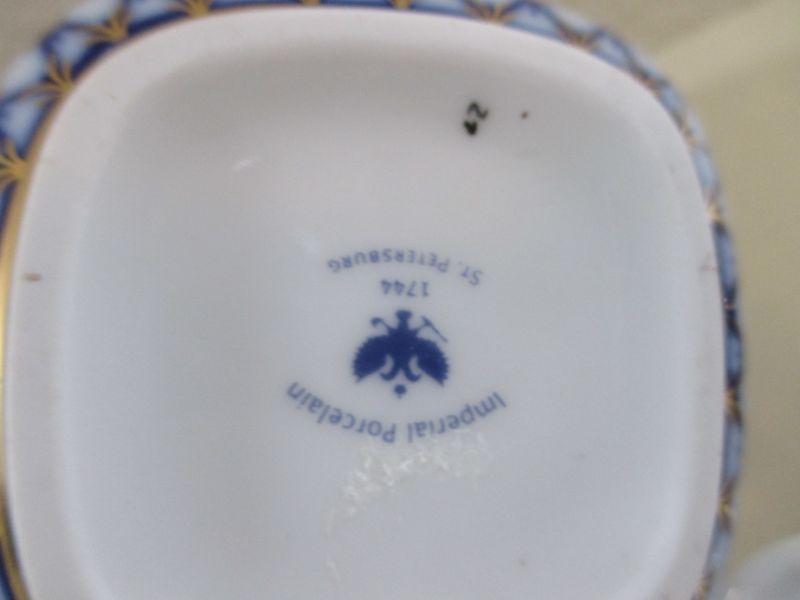 Imperial Porcelain
1744
ST. PETERSBURG